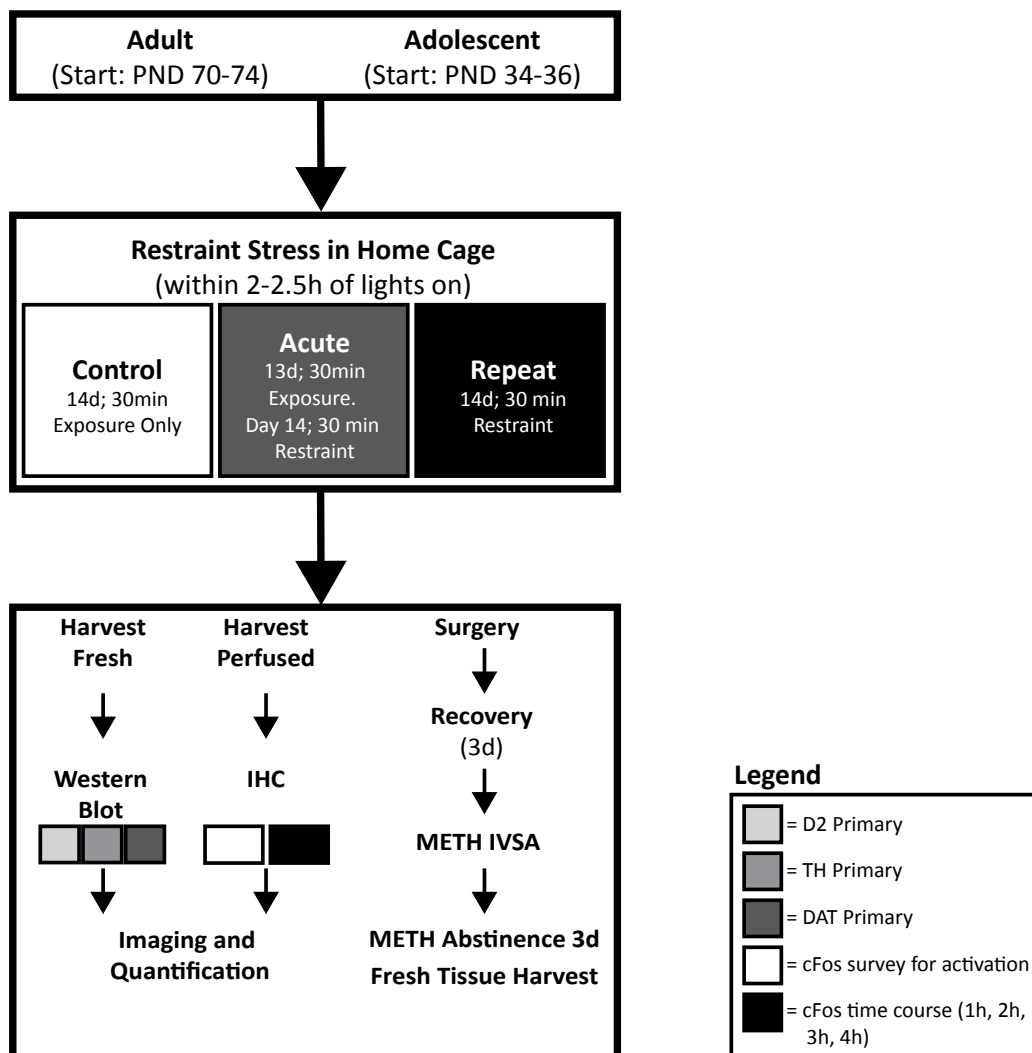 Adult
(Start: PND 70-74)
Adolescent
(Start: PND 34-36)
Restraint Stress in Home Cage
(within 2-2.5h of lights on)
Control
14d; 30min
Exposure Only
Acute
13d; 30min
Exposure.
Day 14; 30 min
Restraint
Repeat
14d; 30 min
Restraint
Harvest
Fresh
Western
Blot
Harvest
Perfused
IHC
Imaging and
Quantification
Surgery
Recovery
(3d)
METH IVSA
METH Abstinence 3d
Fresh Tissue Harvest
Legend
= D2 Primary
= TH Primary
= DAT Primary
= cFos survey for activation
= cFos time course (1h, 2h,
3h, 4h)